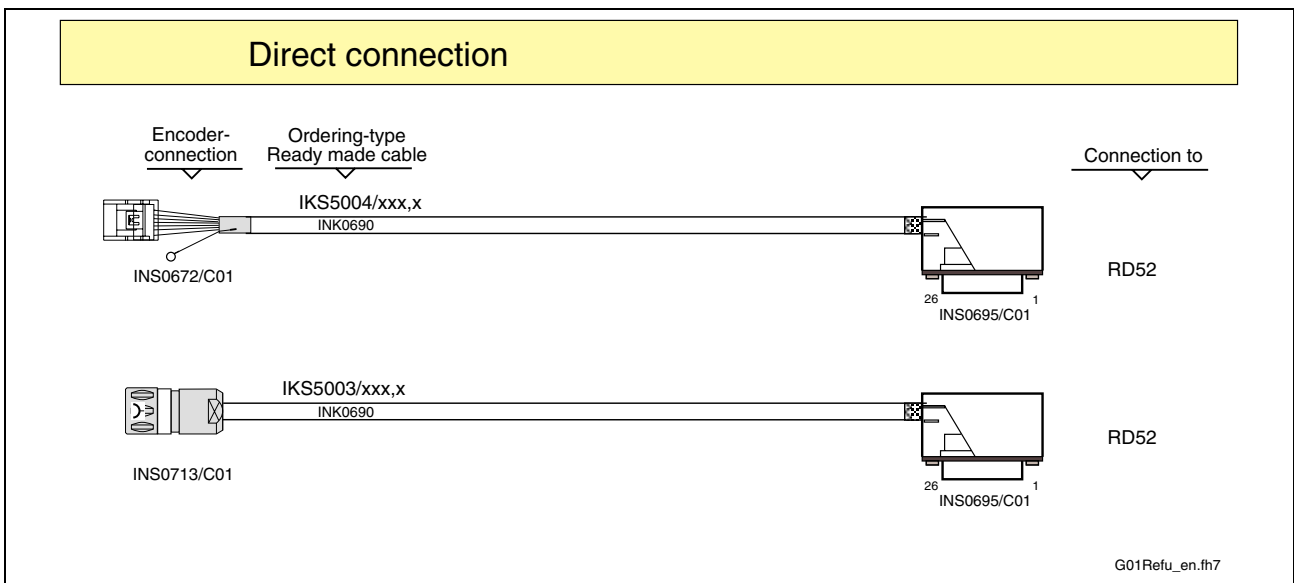 Direct connection
Encoder-
connection
Ordering-type
Ready made cable
Connection to
IKS5004/xxx,x
INK0690
INS0672/C01
RD52
26 1
INS0695/C01
IKS5003/xxx,x
INK0690
INS0713/C01
RD52
26 1
INS0695/C01
G01Refu_en.fh7